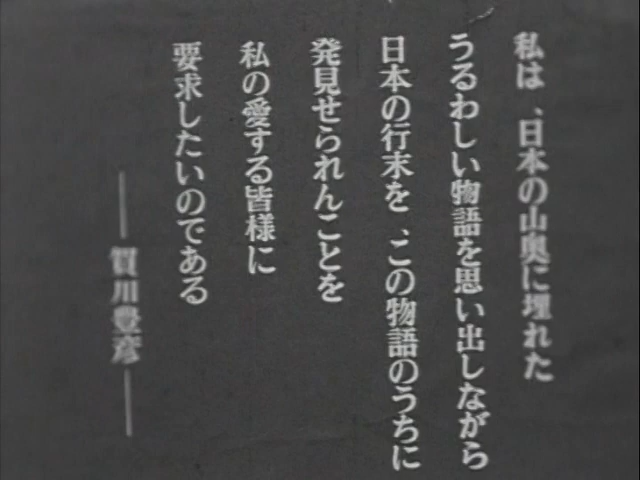 私は、日本の山奥に埋れた
うるわしい物語を思い出しながら
日本の行末を、この物語のうちに
発見せられんことを
私の愛する皆様に
要求したいのである
――賀川豊彦――